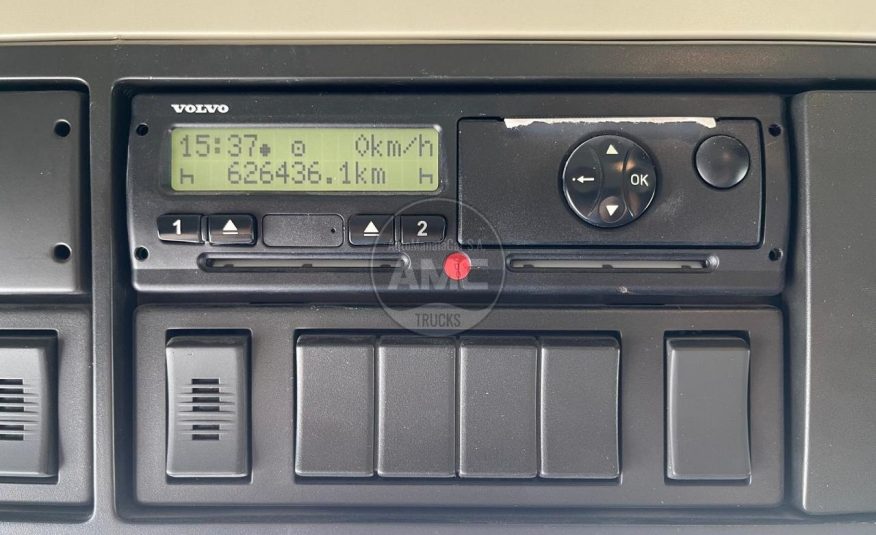 VOLVO
15:37 0km/h
626436.1km
1 2
OK
AMC
TRUCKS